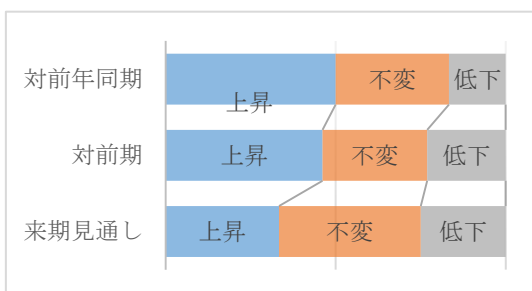 対前年同期 上昇 不変 低下
対前期 上昇 不変 低下
来期見通し 上昇 不変 低下